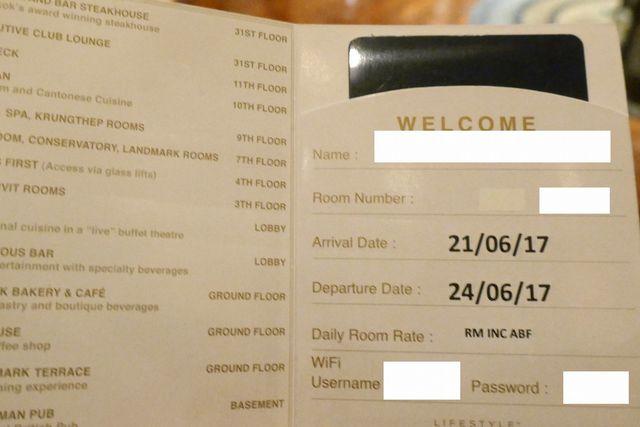 AND BAR STEAKHOUSE
ok's award winning steakhouse
31ST FLOOR
UTIVE CLUB LOUNGE
ECK
31ST FLOOR
11TH FLOOR
AN
m and Cantonese Cuisine
10TH FLOOR
SPA, KRUNGTHEP ROOMS
9TH FLOOR
OOM, CONSERVATORY, LANDMARK ROOMS
7TH FLOOR
FIRST (Access via glass lifts)
4TH FLOOR
VIT ROOMS
3TH FLOOR
nal cuisine in a "live" buffet theatre
LOBBY
OUS BAR
ertainment with specialty beverages
LOBBY
K BAKERY & CAFÉ
astry and boutique beverages
GROUND FLOOR
USE
ffee shop
GROUND FLOOR
MARK TERRACE
ning experience
GROUND FLOOR
MAN PUB
BASEMENT
WELCOME
Name :
Room Number :
Arrival Date : 21/06/17
Departure Date : 24/06/17
Daily Room Rate : RM INC ABF
WiFi
Username
Password :
LIFESTYLE